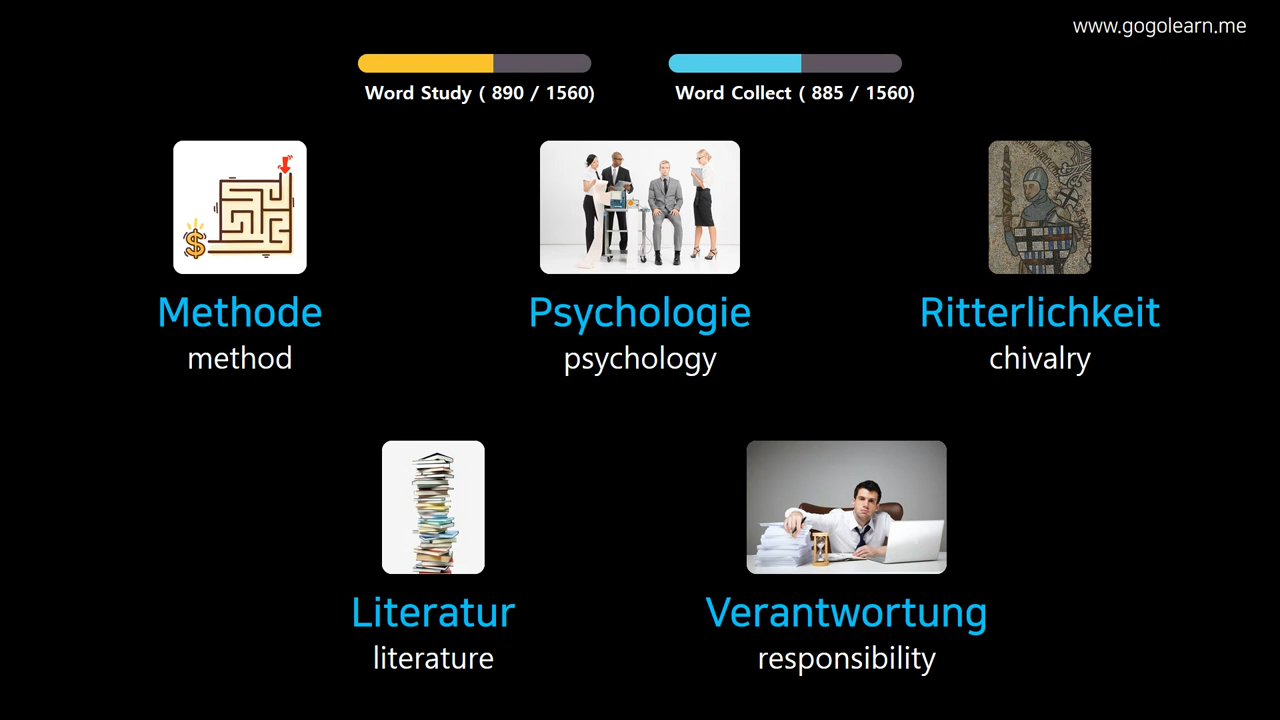 www.gogolearn.me
Word Study ( 890 / 1560)
Word Collect ( 885 / 1560)
Methode
method
Psychologie
psychology
Ritterlichkeit
chivalry
Literatur
literature
Verantwortung
responsibility